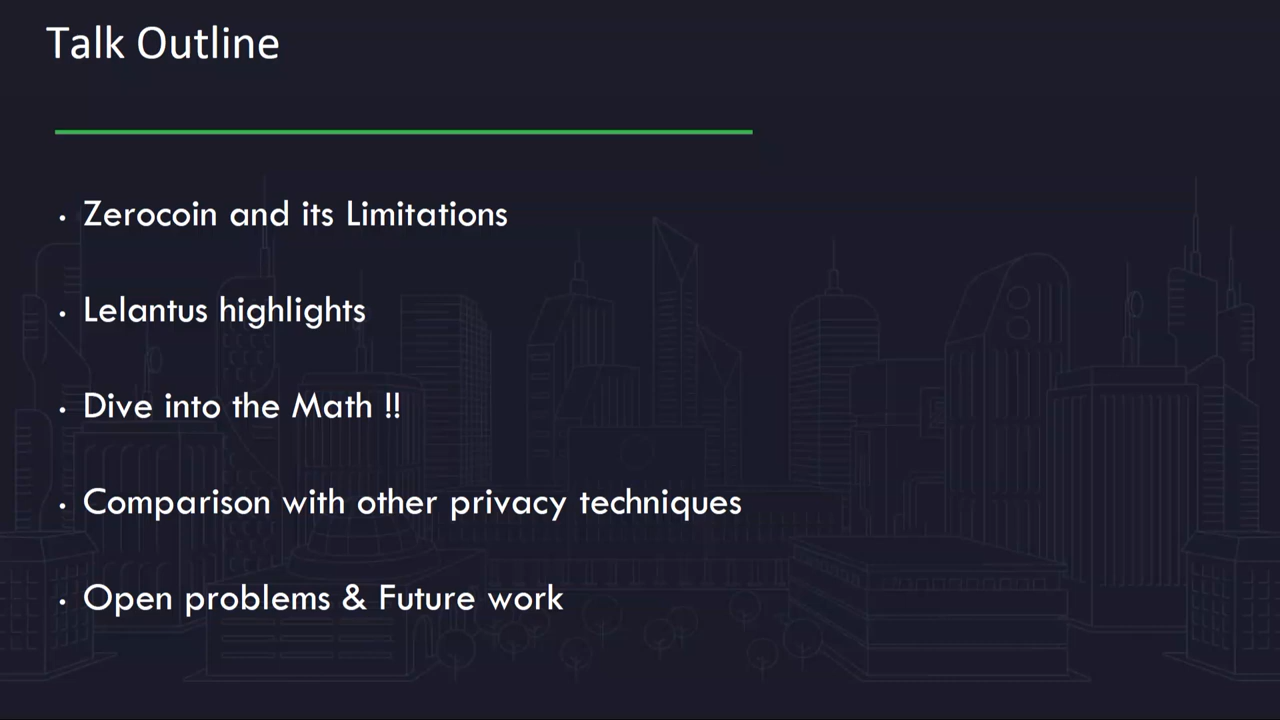 Talk Outline
• Zerocoin and its Limitations
• Lelantus highlights
• Dive into the Math !!
• Comparison with other privacy techniques
• Open problems & Future work